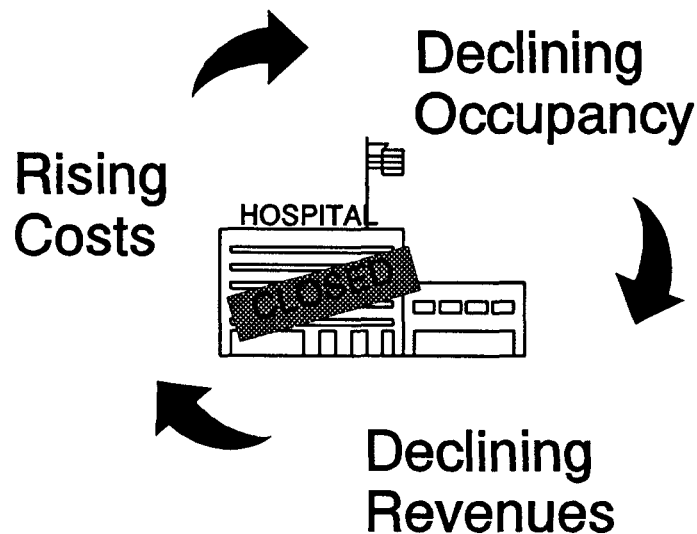 Declining
Occupancy
Rising
Costs
HOSPITAL
CLOSED
Declining
Revenues